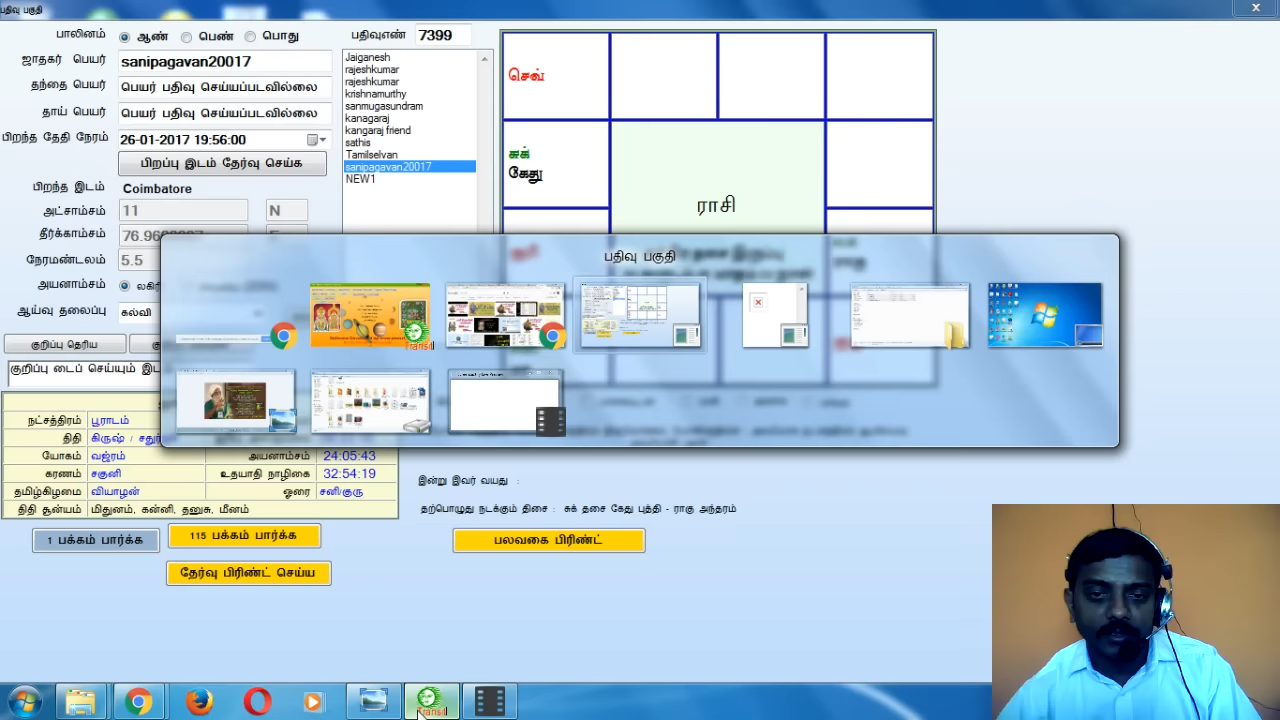 பதிவு பகுதி
பாலினம் ஆண் பெண் பொது
பதிவுஎண் 7399
ஜாதகர் பெயர் sanipagavan20017
தந்தை பெயர் பெயர் பதிவு செய்யப்படவில்லை
தாய் பெயர் பெயர் பதிவு செய்யப்படவில்லை
பிறந்த தேதி நேரம் 26-01-2017 19:56:00
பிறப்பு இடம் தேர்வு செய்க
பிறந்த இடம் Coimbatore
அட்சாம்சம் 11 N
தீர்க்காம்சம்
நேரமண்டலம் 5.5
அயனாம்சம்
ஆய்வு தலைப்பு கல்வி
குறிப்பு தெரிய
குறிப்பு டைப் செய்யும்
Jaiganesh
rajeshkumar
rajeshkumar
krishnamurthy
sanmugasundram
kanagaraj
kangaraj friend
sathis
Tamilselvan
sanipagavan20017
NEW1
செவ்
சுக்
கேது
ராசி
பதிவு பகுதி
Transit
நட்சத்திரம் பூராடம்
திதி கிருஷ் /
யோகம் வஜ்ரம் அயனாம்சம் 24:05:43
கரணம் சகுனி உதயாதி நாழிகை 32:54:19
தமிழ்கிழமை வியாழன் ஓரை சனி/குரு
திதி சூன்யம் மிதுனம், கன்னி, தனுசு, மீனம்
இன்று இவர் வயது :
தற்பொழுது நடக்கும் திசை : சுக் தசை கேது புத்தி - ராகு அந்தரம்
1 பக்கம் பார்க்க
115 பக்கம் பார்க்க
பலவகை பிரிண்ட்
தேர்வு பிரிண்ட் செய்ய
Transit